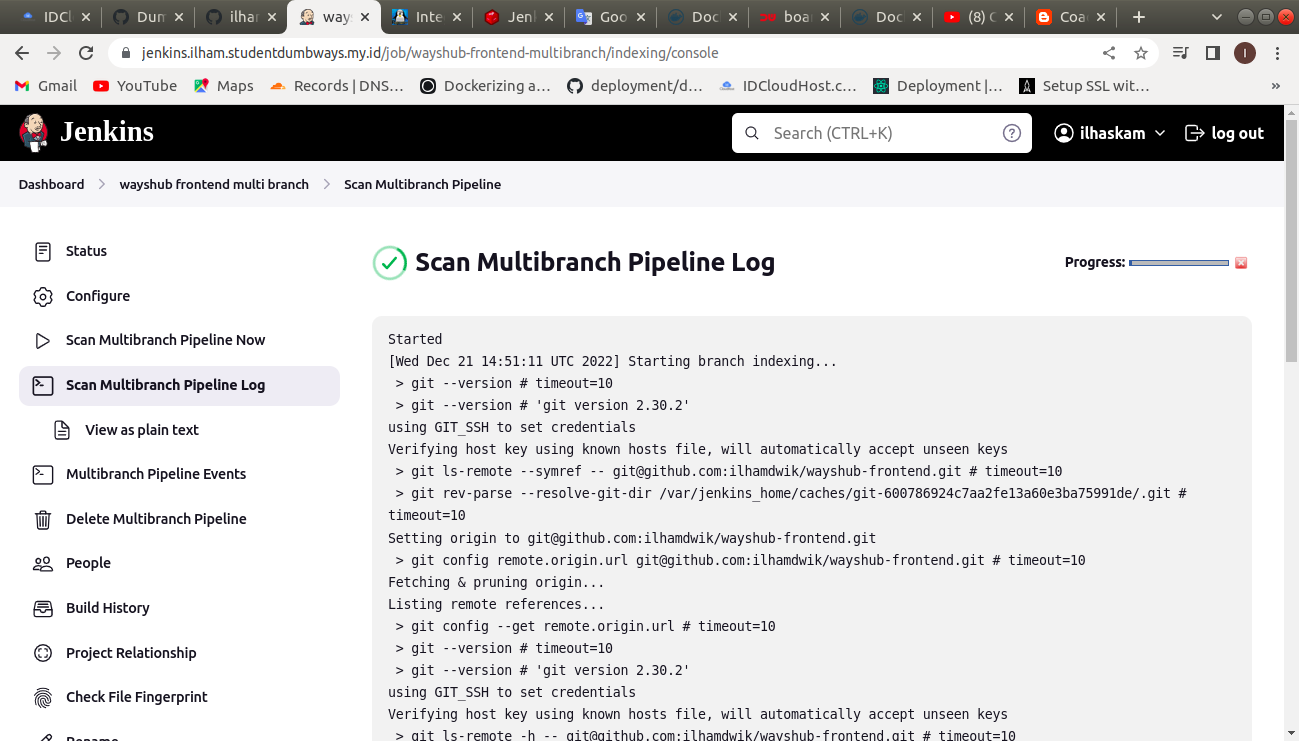 IDCl
Dum
ilhar
ways
Inte
Jen
Goo
Doc
boa
Doc
(8) C
Coa
jenkins.ilham.studentdumbways.my.id/job/wayshub-frontend-multibranch/indexing/console
I
Gmail
YouTube
Maps
Records | DNS…
Dockerizing a…
deployment/d…
IDCloudHost.c…
Deployment |…
Setup SSL wit…
»
Jenkins
Search (CTRL+K)
ilhaskam
log out
Dashboard
wayshub frontend multi branch
Scan Multibranch Pipeline
Status
Configure
Scan Multibranch Pipeline Now
Scan Multibranch Pipeline Log
View as plain text
Multibranch Pipeline Events
Delete Multibranch Pipeline
People
Build History
Project Relationship
Check File Fingerprint
Rename
Scan Multibranch Pipeline Log
Progress:
Started
[Wed Dec 21 14:51:11 UTC 2022] Starting branch indexing...
> git --version # timeout=10
> git --version # 'git version 2.30.2'
using GIT_SSH to set credentials
Verifying host key using known hosts file, will automatically accept unseen keys
> git ls-remote --symref -- git@github.com:ilhamdwik/wayshub-frontend.git # timeout=10
> git rev-parse --resolve-git-dir /var/jenkins_home/caches/git-600786924c7aa2fe13a60e3ba75991de/.git #
timeout=10
Setting origin to git@github.com:ilhamdwik/wayshub-frontend.git
> git config remote.origin.url git@github.com:ilhamdwik/wayshub-frontend.git # timeout=10
Fetching & pruning origin...
Listing remote references...
> git config --get remote.origin.url # timeout=10
> git --version # timeout=10
> git --version # 'git version 2.30.2'
using GIT_SSH to set credentials
Verifying host key using known hosts file, will automatically accept unseen keys
> git ls-remote -h -- git@github.com:ilhamdwik/wayshub-frontend.git # timeout=10